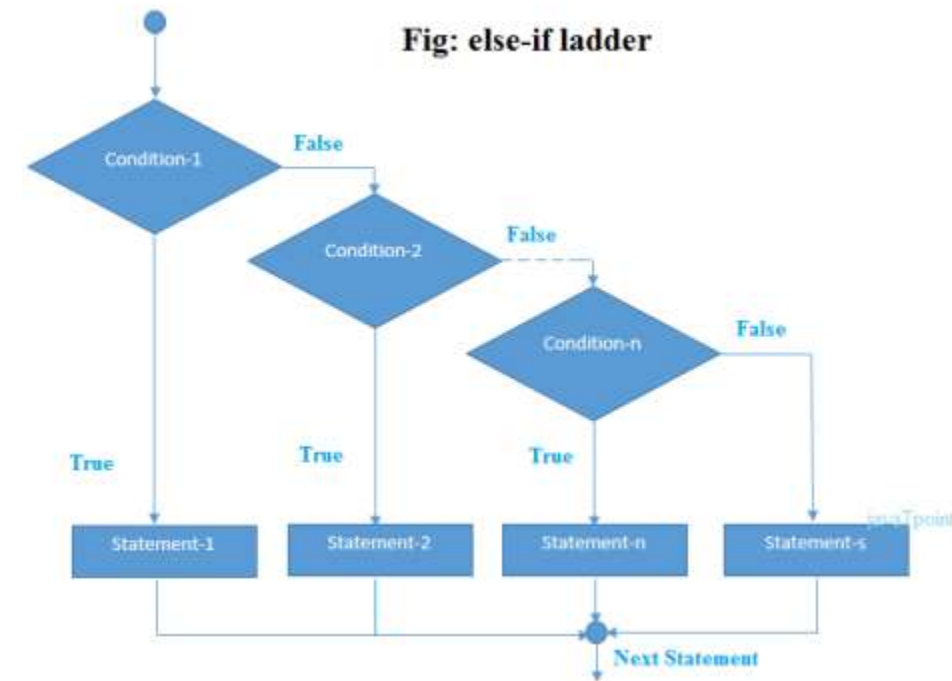 Fig: else-if ladder
Condition-1
False
Condition-2
False
Condition-n
False
True
True
True
Statement-1
Statement-2
Statement-n
Statement-s
javaTpoint
Next Statement